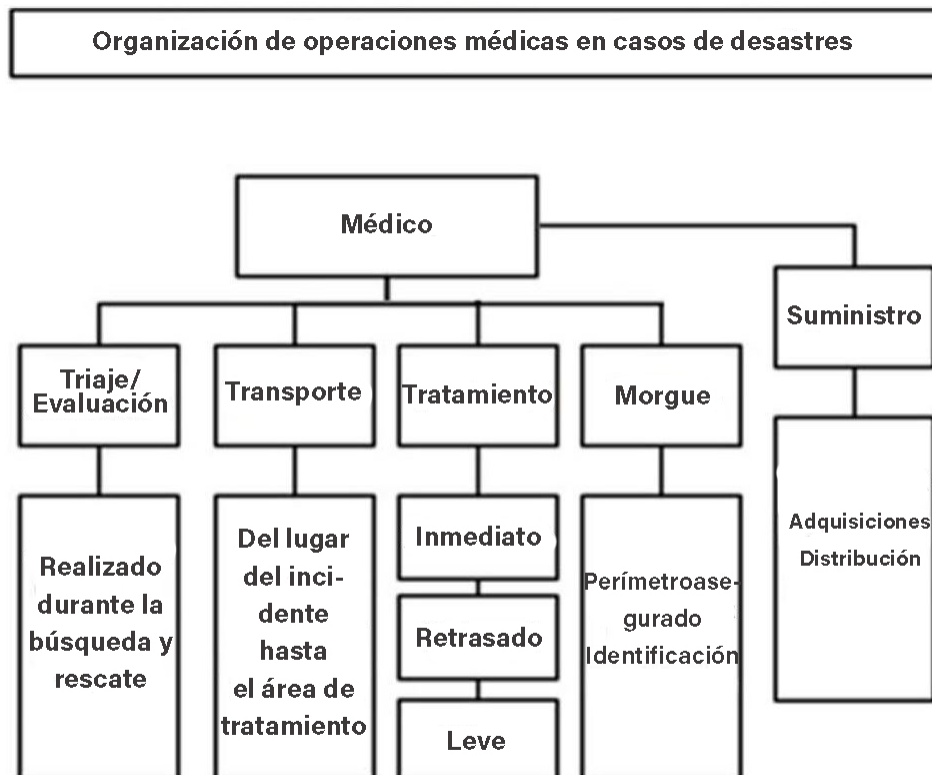 Organización de operaciones médicas en casos de desastres
Médico
Suministro
Triaje/
Evaluación
Transporte
Tratamiento
Morgue
Realizado
durante la
búsqueda y
rescate
Del lugar
del inci-
dente
hasta
el área de
tratamiento
Inmediato
Retrasado
Leve
Perímetroase-
gurado
Identificación
Adquisiciones
Distribución